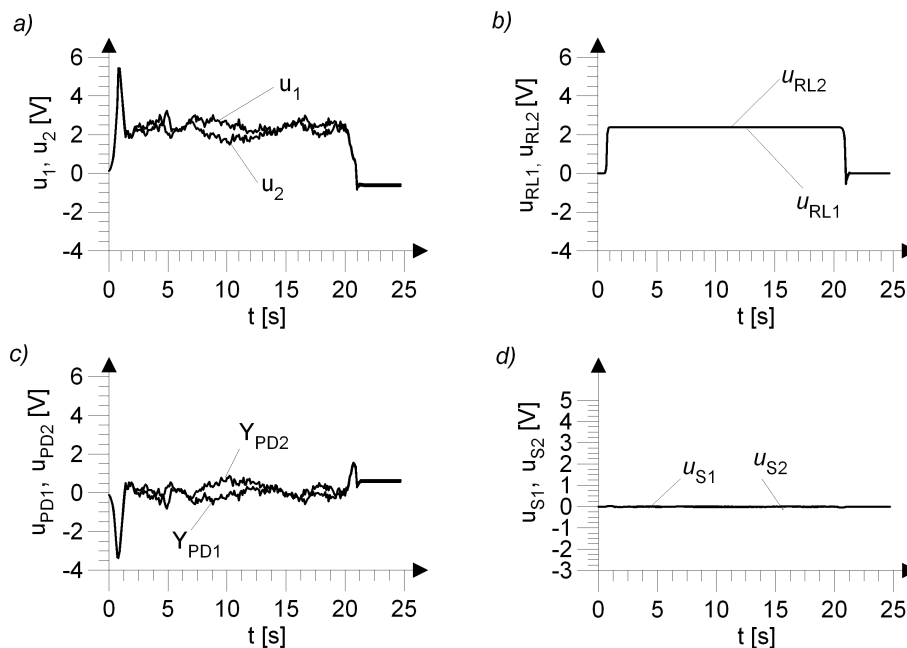 a)
u1, u2 [V]
6
4
2
0
-2
-4
u1
u2
0 5 10 15 20 25
t [s]
b)
uRL1, uRL2 [V]
6
4
2
0
-2
-4
uRL2
uRL1
0 5 10 15 20 25
t [s]
c)
uPD1, uPD2 [V]
6
4
2
0
-2
-4
YPD2
YPD1
0 5 10 15 20 25
t [s]
d)
uS1, uS2 [V]
5
4
3
2
0
-1
-2
-3
uS1
uS2
0 5 10 15 20 25
t [s]